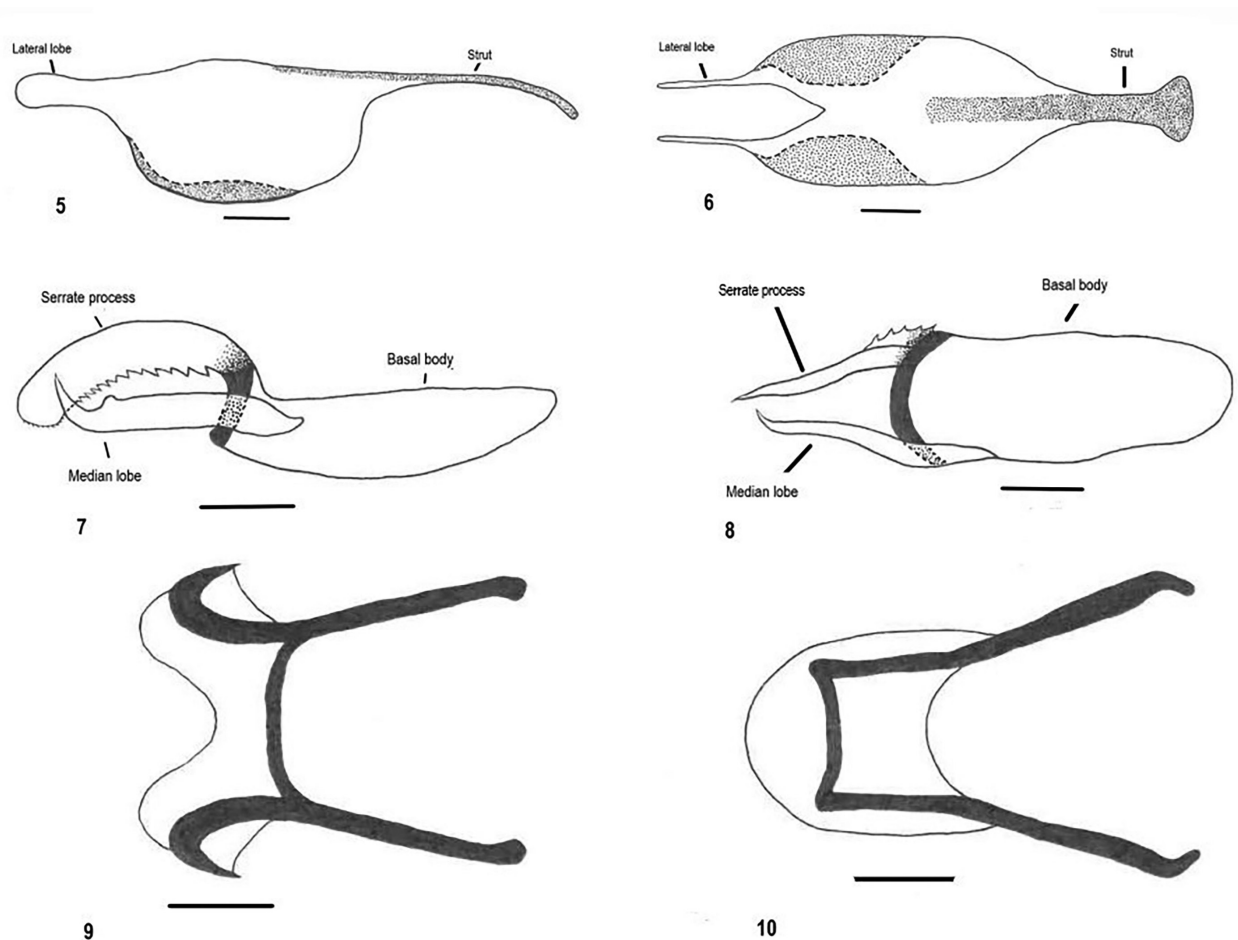 Lateral lobe
Strut
5
Lateral lobe
Strut
6
Serrate process
Basal body
Median lobe
7
Serrate process
Basal body
Median lobe
8
9
10